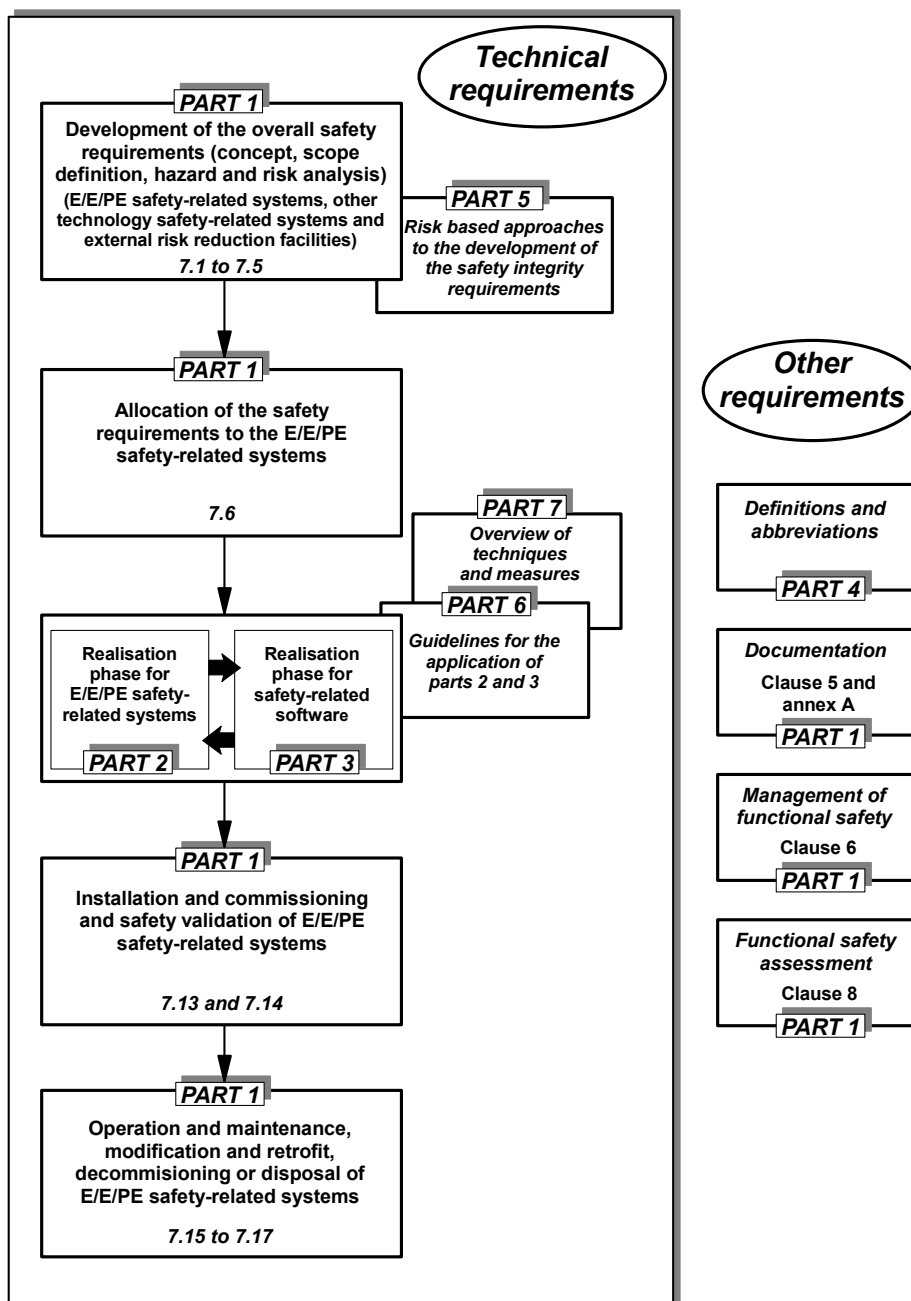 Technical
requirements
PART 1
Development of the overall safety
requirements (concept, scope
definition, hazard and risk analysis)
(E/E/PE safety-related systems, other
technology safety-related systems and
external risk reduction facilities)
7.1 to 7.5
PART 5
Risk based approaches
to the development of
the safety integrity
requirements
PART 1
Allocation of the safety
requirements to the E/E/PE
safety-related systems
7.6
PART 7
Overview of
techniques
and measures
PART 6
Guidelines for the
application of
parts 2 and 3
Realisation
phase for
E/E/PE safety-
related systems
PART 2
Realisation
phase for
safety-related
software
PART 3
PART 1
Installation and commissioning
and safety validation of E/E/PE
safety-related systems
7.13 and 7.14
PART 1
Operation and maintenance,
modification and retrofit,
decommisioning or disposal of
E/E/PE safety-related systems
7.15 to 7.17
Other
requirements
Definitions and
abbreviations
PART 4
Documentation
Clause 5 and
annex A
PART 1
Management of
functional safety
Clause 6
PART 1
Functional safety
assessment
Clause 8
PART 1